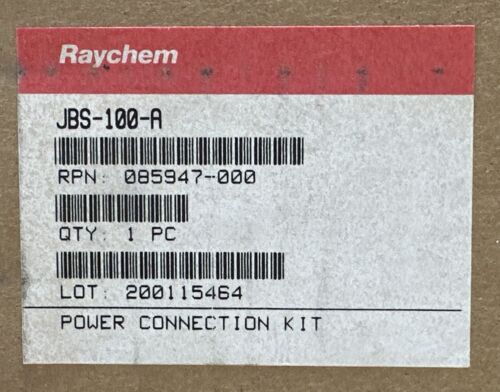 Raychem
JBS-100-A
RPN: 085947-000
QTY: 1 PC
LOT: 200115464
POWER CONNECTION KIT